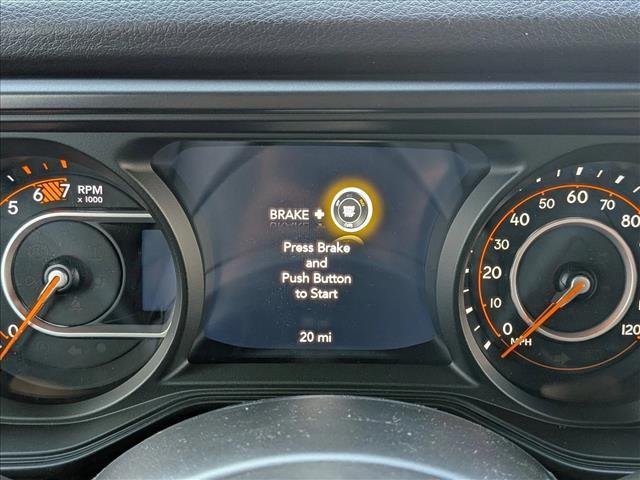 BRAKE +
Press Brake
and
Push Button
to Start
20 mi
5 6 7
RPM
x 1000
0
0 20 30 40 50 60 70 80 120
MPH